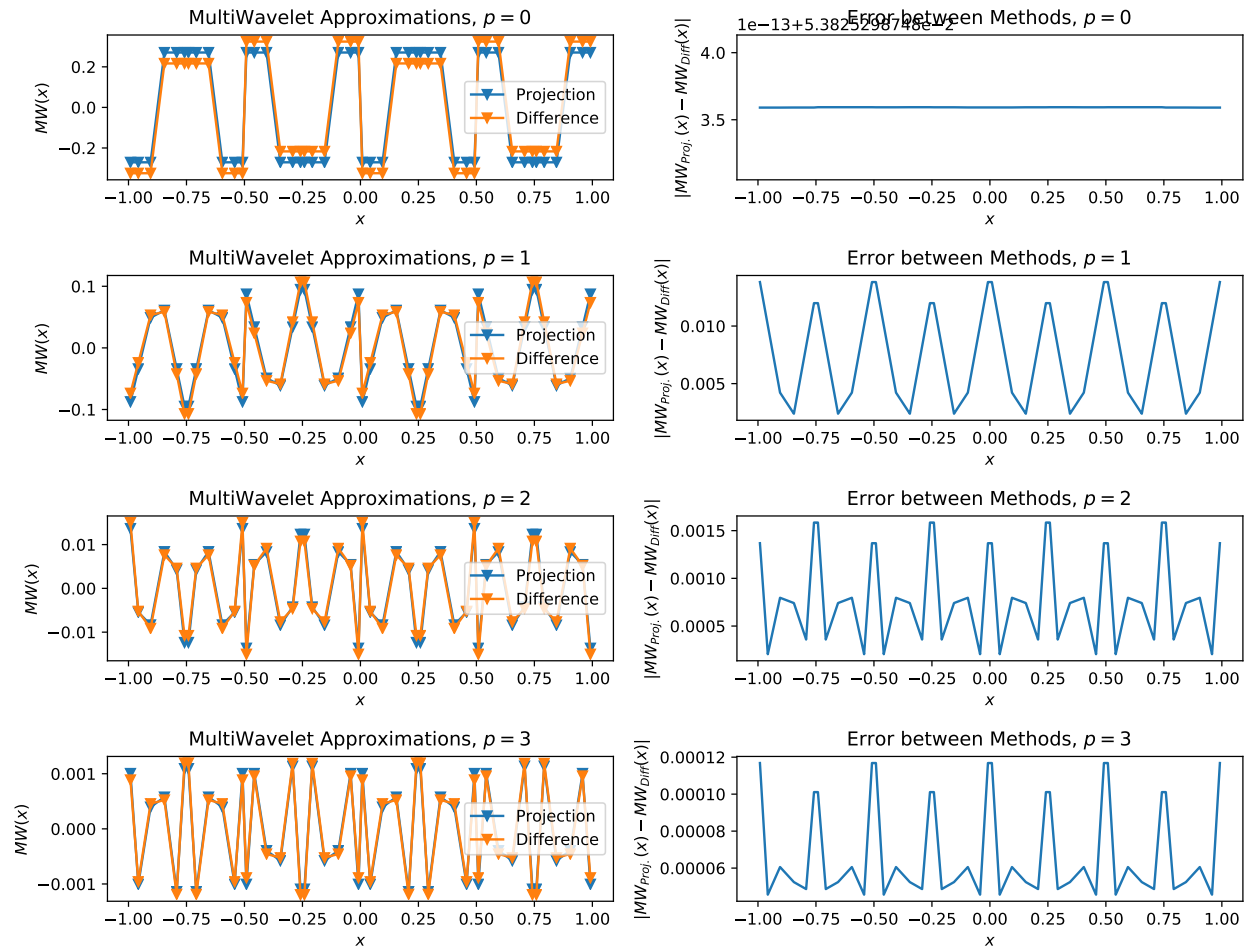 MultiWavelet Approximations, p = 0
MW(x)
0.2
0.0
−0.2
Projection
Difference
−1.00 −0.75 −0.50 −0.25 0.00 0.25 0.50 0.75 1.00
x
Error between Methods, p = 0
1e−13+5.3825298748e−2
|MW_{Proj.}(x) − MW_{Diff}(x)|
4.0
3.5
−1.00 −0.75 −0.50 −0.25 0.00 0.25 0.50 0.75 1.00
x
MultiWavelet Approximations, p = 1
MW(x)
0.1
0.0
−0.1
Projection
Difference
−1.00 −0.75 −0.50 −0.25 0.00 0.25 0.50 0.75 1.00
x
Error between Methods, p = 1
|MW_{Proj.}(x) − MW_{Diff}(x)|
0.010
0.005
−1.00 −0.75 −0.50 −0.25 0.00 0.25 0.50 0.75 1.00
x
MultiWavelet Approximations, p = 2
MW(x)
0.01
0.00
−0.01
Projection
Difference
−1.00 −0.75 −0.50 −0.25 0.00 0.25 0.50 0.75 1.00
x
Error between Methods, p = 2
|MW_{Proj.}(x) − MW_{Diff}(x)|
0.0015
0.0010
0.0005
−1.00 −0.75 −0.50 −0.25 0.00 0.25 0.50 0.75 1.00
x
MultiWavelet Approximations, p = 3
MW(x)
0.001
0.000
−0.001
Projection
Difference
−1.00 −0.75 −0.50 −0.25 0.00 0.25 0.50 0.75 1.00
x
Error between Methods, p = 3
|MW_{Proj.}(x) − MW_{Diff}(x)|
0.00012
0.00010
0.00008
0.00006
−1.00 −0.75 −0.50 −0.25 0.00 0.25 0.50 0.75 1.00
x